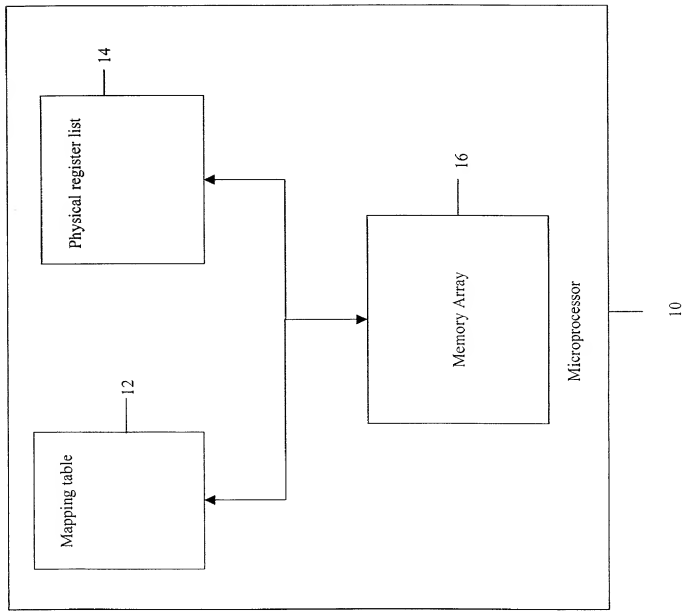 Mapping table
12
Physical register list
14
Memory Array
16
Microprocessor
10